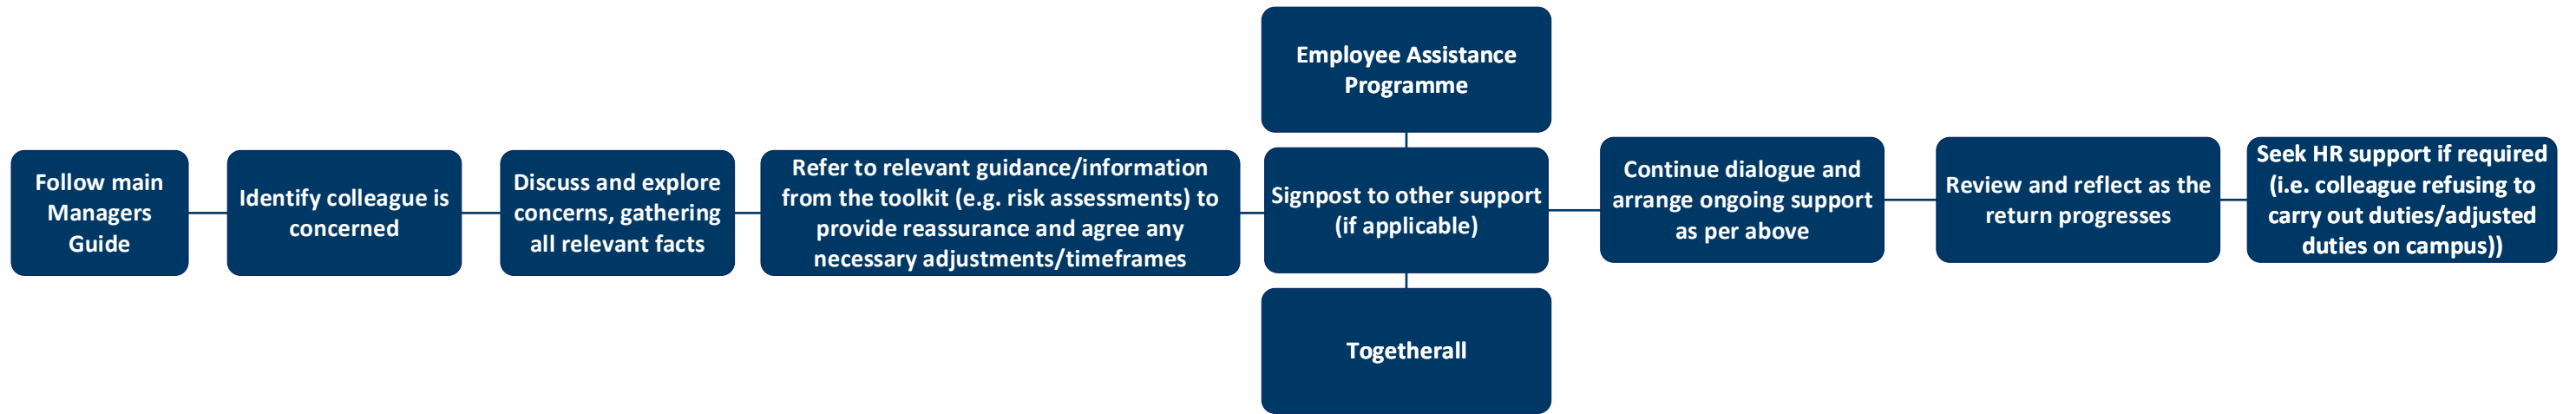 Follow main
Managers
Guide
Identify colleague is
concerned
Discuss and explore
concerns, gathering
all relevant facts
Refer to relevant guidance/information
from the toolkit (e.g. risk assessments) to
provide reassurance and agree any
necessary adjustments/timeframes
Employee Assistance
Programme
Signpost to other support
(if applicable)
Togetherall
Continue dialogue and
arrange ongoing support
as per above
Review and reflect as the
return progresses
Seek HR support if required
(i.e. colleague refusing to
carry out duties/adjusted
duties on campus))